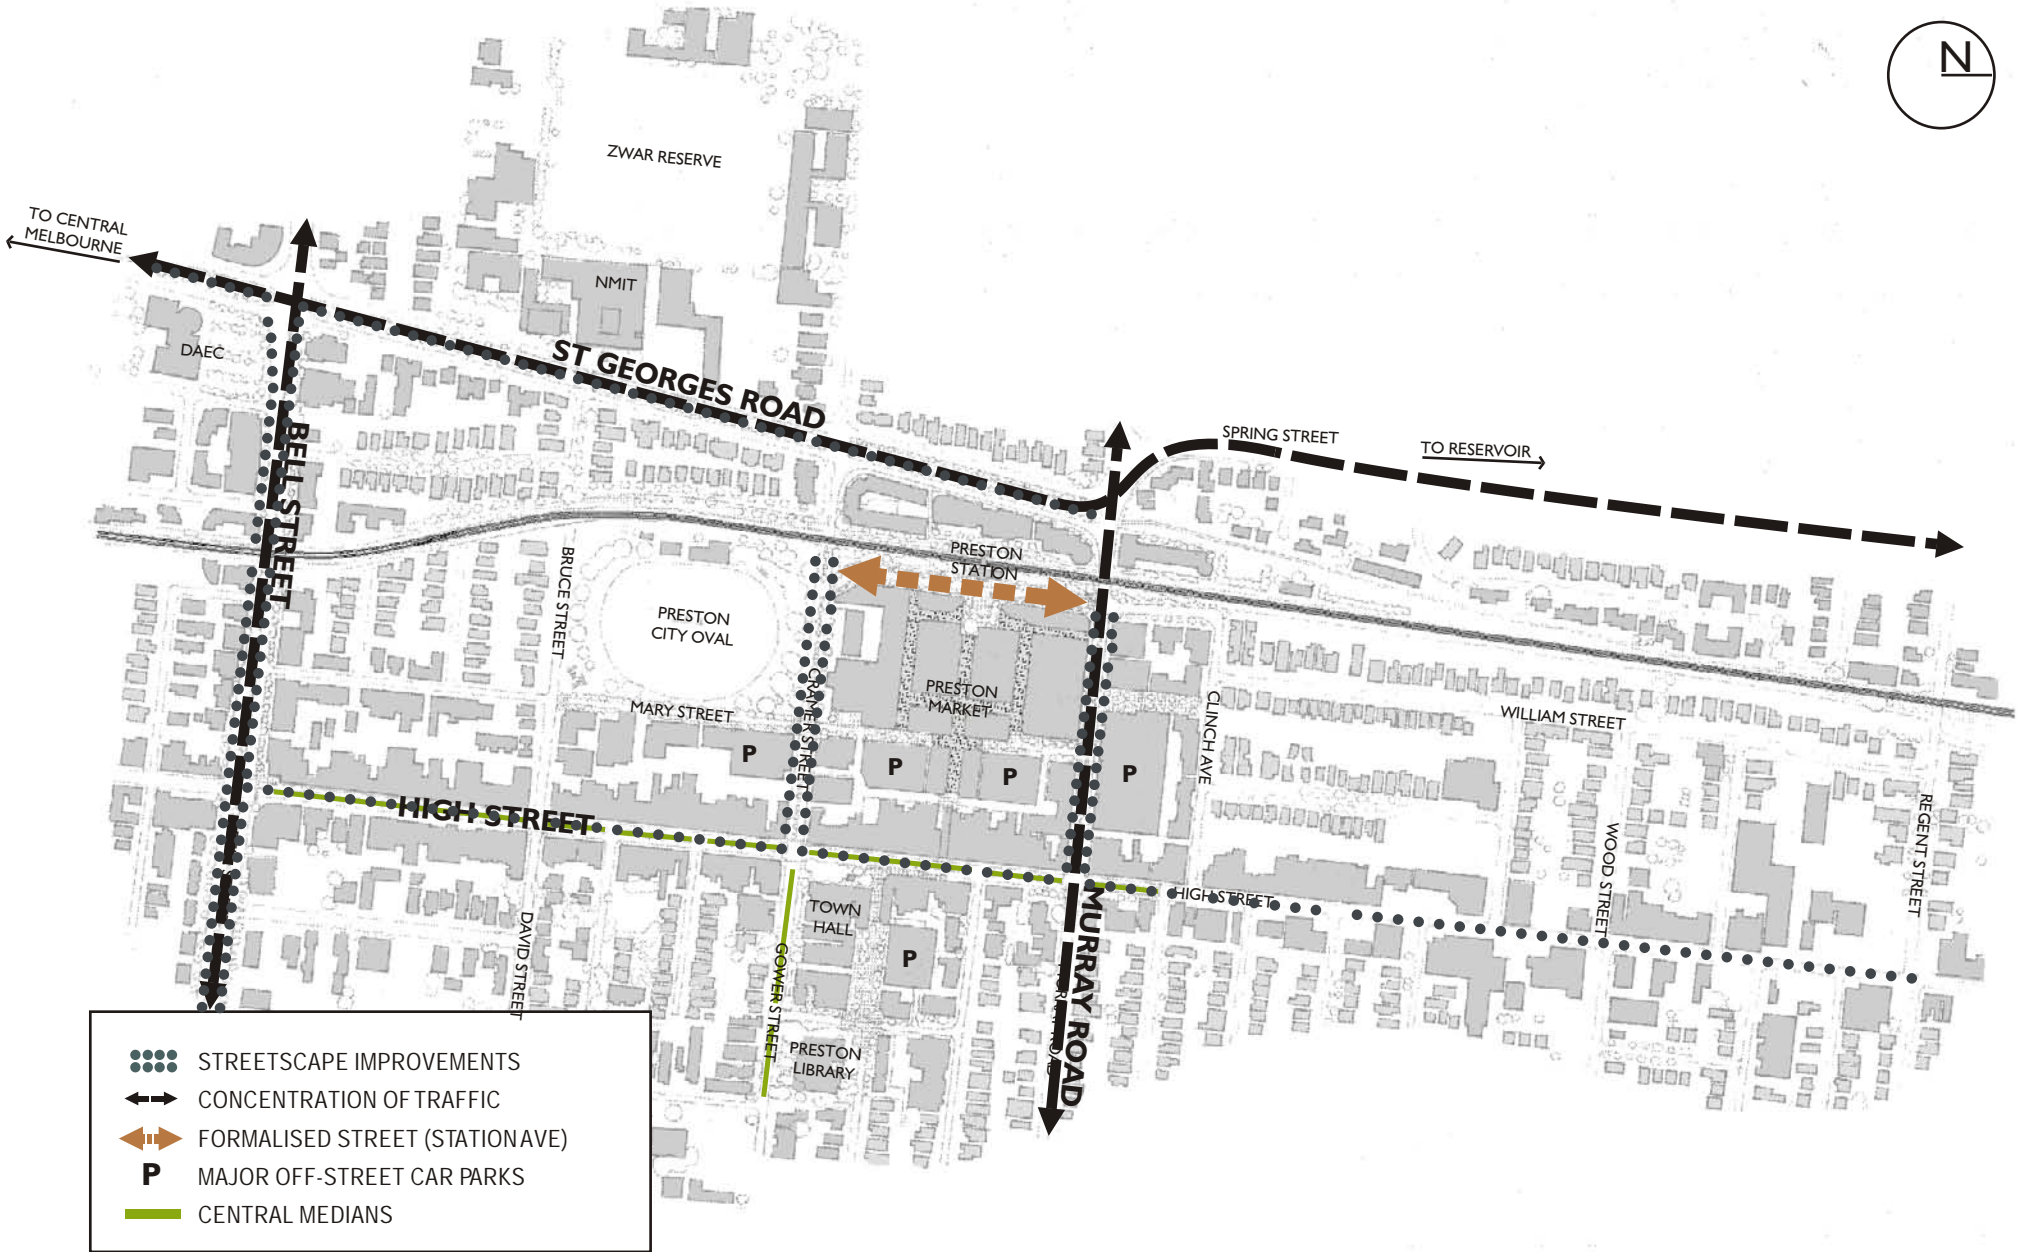 N
ZWAR RESERVE
TO CENTRAL
MELBOURNE
NMIT
DAEC
ST GEORGES ROAD
BELL STREET
SPRING STREET
TO RESERVOIR
PRESTON
STATION
BRUCE STREET
PRESTON
CITY OVAL
CRAMER STREET
PRESTON
MARKET
MARY STREET
CLINCH AVE
WILLIAM STREET
P
P
P
P
HIGH STREET
REGENT STREET
WOOD STREET
HIGH STREET
TOWN
HALL
DAVID STREET
GOWER STREET
P
MURRAY ROAD
PRESTON
LIBRARY
STREETSCAPE IMPROVEMENTS
CONCENTRATION OF TRAFFIC
FORMALISED STREET (STATION AVE)
P MAJOR OFF-STREET CAR PARKS
CENTRAL MEDIANS